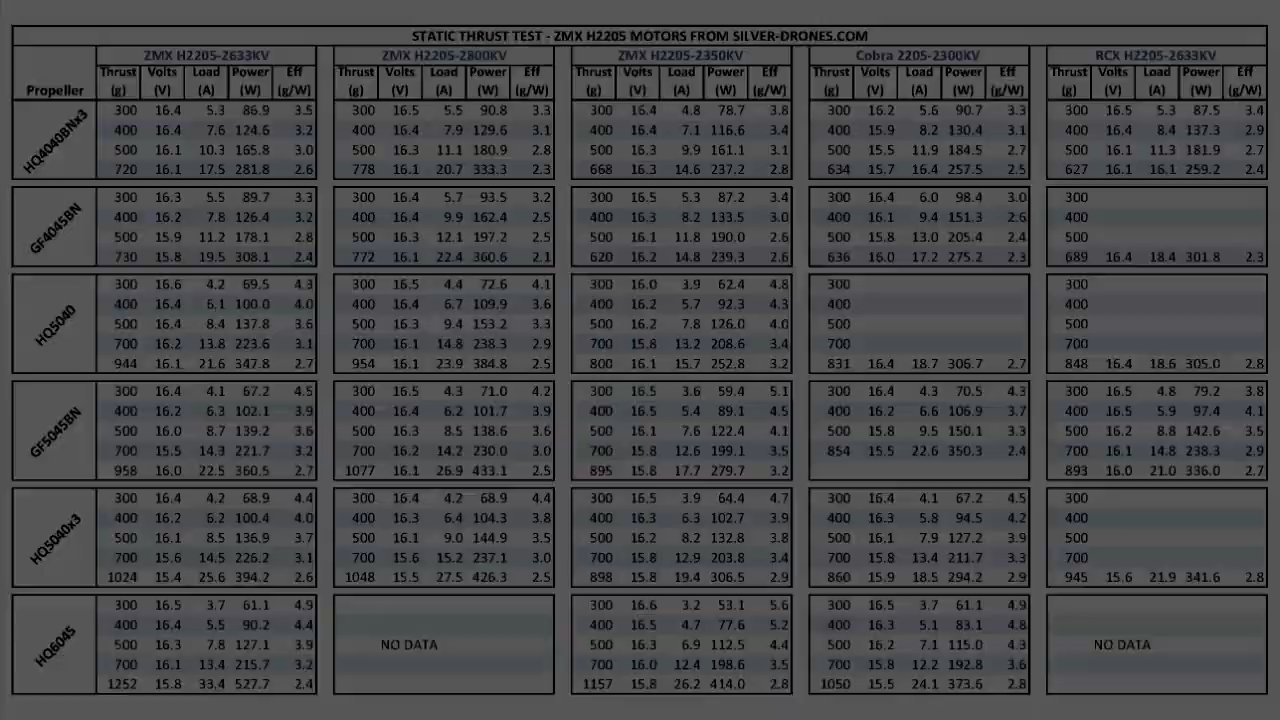 STATIC THRUST TEST - ZMX H2205 MOTORS FROM SILVER-DRONES.COM
ZMX H2205-2633KV ZMX H2205-2800KV ZMX H2205-2350KV Cobra 2205-2300KV RCX H2205-2633KV
Thrust Volts Load Power Eff Thrust Volts Load Power Eff Thrust Volts Load Power Eff Thrust Volts Load Power Eff Thrust Volts Load Power Eff
Propeller (g) (V) (A) (W) (g/W) (g) (V) (A) (W) (g/W) (g) (V) (A) (W) (g/W) (g) (V) (A) (W) (g/W) (g) (V) (A) (W) (g/W)
HQ4040BNx3
300 16.4 5.3 86.9 3.5 300 16.5 5.5 90.8 3.3 300 16.4 4.8 78.7 3.8 300 16.2 5.6 90.7 3.3 300 16.5 5.3 87.5 3.4
400 16.4 7.6 124.6 3.2 400 16.4 7.9 129.6 3.1 400 16.4 7.1 116.6 3.4 400 15.9 8.2 130.4 3.1 400 16.4 8.4 137.3 2.9
500 16.1 10.3 165.8 3.0 500 16.3 11.1 180.9 2.8 500 16.3 9.9 161.1 3.1 500 15.5 11.9 184.5 2.7 500 16.1 11.3 181.9 2.7
720 16.1 17.5 281.8 2.6 778 16.1 20.7 333.3 2.3 668 16.3 14.6 237.2 2.8 634 15.7 16.4 257.5 2.5 627 16.1 16.1 259.2 2.4
GF4045BN
300 16.3 5.5 89.7 3.3 300 16.4 5.7 93.5 3.2 300 16.5 5.3 87.2 3.4 300 16.4 6.0 98.4 3.0 300
400 16.2 7.8 126.4 3.2 400 16.4 9.9 162.4 2.5 400 16.3 8.2 133.5 3.0 400 16.1 9.4 151.3 2.6 400
500 15.9 11.2 178.1 2.8 500 16.3 12.1 197.2 2.5 500 16.1 11.8 190.0 2.6 500 15.8 13.0 205.4 2.4 500
730 15.8 19.5 308.1 2.4 772 16.1 22.4 360.6 2.1 620 16.2 14.8 239.3 2.6 636 16.0 17.2 275.2 2.3 689 16.4 18.4 301.8 2.3
HQ5040
300 16.6 4.2 69.5 4.3 300 16.5 4.4 72.6 4.1 300 16.0 3.9 62.4 4.8 300 300
400 16.4 6.1 100.0 4.0 400 16.4 6.7 109.9 3.6 400 16.2 5.7 92.3 4.3 400 400
500 16.4 8.4 137.8 3.6 500 16.3 9.4 153.2 3.3 500 16.2 7.8 126.0 4.0 500 500
700 16.2 13.8 223.6 3.1 700 16.1 14.8 238.3 2.9 700 15.8 13.2 208.6 3.4 700 700
944 16.1 21.6 347.8 2.7 954 16.1 23.9 384.8 2.5 800 16.1 15.7 252.8 3.2 831 16.4 18.7 306.7 2.7 848 16.4 18.6 305.0 2.8
GF5045BN
300 16.4 4.1 67.2 4.5 300 16.5 4.3 71.0 4.2 300 16.5 3.6 59.4 5.1 300 16.4 4.3 70.5 4.3 300 16.5 4.8 79.2 3.8
400 16.2 6.3 102.1 3.9 400 16.4 6.2 101.7 3.9 400 16.5 5.4 89.1 4.5 400 16.2 6.6 106.9 3.7 400 16.5 5.9 97.4 4.1
500 16.0 8.7 139.2 3.6 500 16.3 8.5 138.6 3.6 500 16.1 7.6 122.4 4.1 500 15.8 9.5 150.1 3.3 500 16.2 8.8 142.6 3.5
700 15.5 14.3 221.7 3.2 700 16.2 14.2 230.0 3.0 700 15.8 12.6 199.1 3.5 854 15.5 22.6 350.3 2.4 700 16.1 14.8 238.3 2.9
958 16.0 22.5 360.5 2.7 1077 16.1 26.9 433.1 2.5 895 15.8 17.7 279.7 3.2 893 16.0 21.0 336.0 2.7
HQ5040x3
300 16.4 4.2 68.9 4.4 300 16.4 4.2 68.9 4.4 300 16.5 3.9 64.4 4.7 300 16.4 4.1 67.2 4.5 300
400 16.2 6.2 100.4 4.0 400 16.3 6.4 104.3 3.8 400 16.3 6.3 102.7 3.9 400 16.3 5.8 94.5 4.2 400
500 16.1 8.5 136.9 3.7 500 16.1 9.0 144.9 3.5 500 16.2 8.2 132.8 3.8 500 16.1 7.9 127.2 3.9 500
700 15.6 14.5 226.2 3.1 700 15.6 15.2 237.1 3.0 700 15.8 12.9 203.8 3.4 700 15.8 13.4 211.7 3.3 700
1024 15.4 25.6 394.2 2.6 1048 15.5 27.5 426.3 2.5 898 15.8 19.4 306.5 2.9 860 15.9 18.5 294.2 2.9 945 15.6 21.9 341.6 2.8
HQ6045
300 16.5 3.7 61.1 4.9 300 16.6 3.2 53.1 5.6 300 16.5 3.7 61.1 4.9
400 16.4 5.5 90.2 4.4 400 16.5 4.7 77.6 5.2 400 16.3 5.1 83.1 4.8
500 16.3 7.8 127.1 3.9 NO DATA 500 16.3 6.9 112.5 4.4 500 16.2 7.1 115.0 4.3 NO DATA
700 16.1 13.4 215.7 3.2 700 16.0 12.4 198.6 3.5 700 15.8 12.2 192.8 3.6
1252 15.8 33.4 527.7 2.4 1157 15.8 26.2 414.0 2.8 1050 15.5 24.1 373.6 2.8